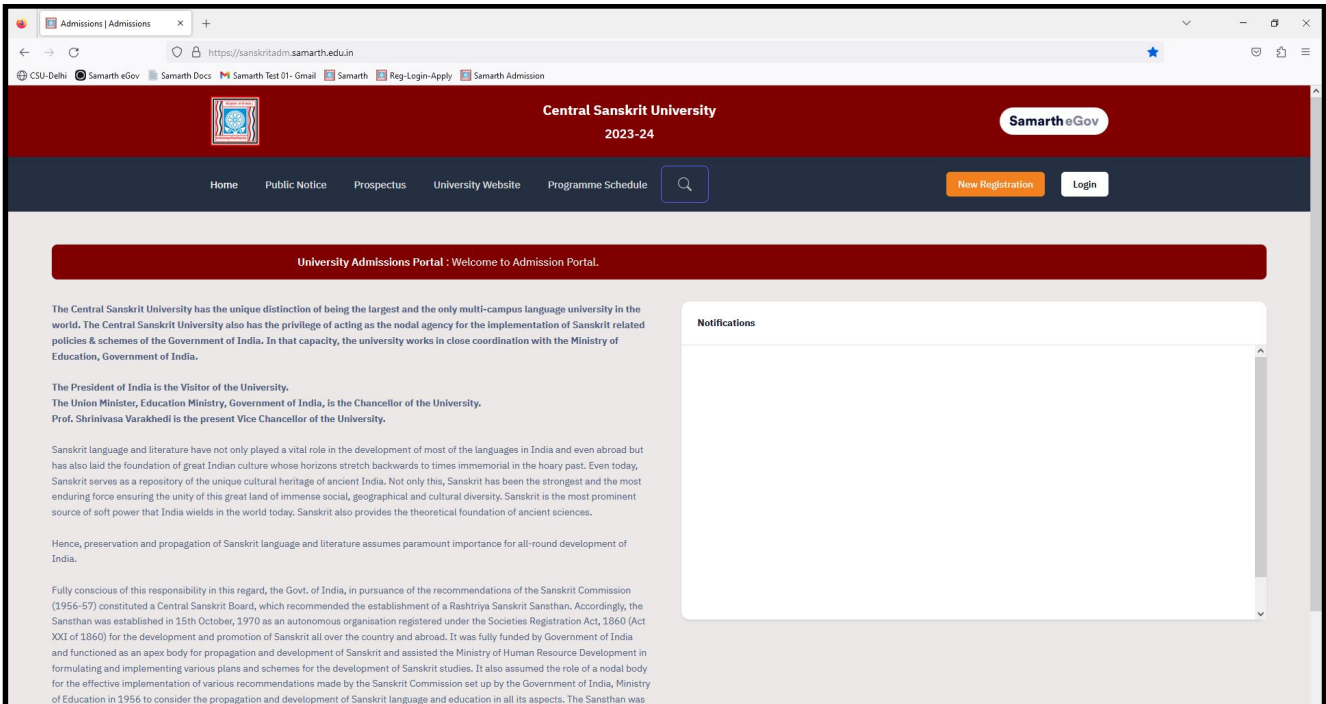 Admissions | Admissions
https://sanskritadm.samarth.edu.in
CSU-Delhi Samarth eGov Samarth Docs Samarth Test 01- Gmail Samarth Reg-Login-Apply Samarth Admission
Central Sanskrit University
2023-24
Samarth eGov
Home Public Notice Prospectus University Website Programme Schedule New Registration Login
University Admissions Portal : Welcome to Admission Portal.
The Central Sanskrit University has the unique distinction of being the largest and the only multi-campus language university in the
world. The Central Sanskrit University also has the privilege of acting as the nodal agency for the implementation of Sanskrit related
policies & schemes of the Government of India. In that capacity, the university works in close coordination with the Ministry of
Education, Government of India.
The President of India is the Visitor of the University.
The Union Minister, Education Ministry, Government of India, is the Chancellor of the University.
Prof. Shrinivasa Varakhedi is the present Vice Chancellor of the University.
Sanskrit language and literature have not only played a vital role in the development of most of the languages in India and even abroad but
has also laid the foundation of great Indian culture whose horizons stretch backwards to times immemorial in the hoary past. Even today,
Sanskrit serves as a repository of the unique cultural heritage of ancient India. Not only this, Sanskrit has been the strongest and the most
enduring force ensuring the unity of this great land of immense social, geographical and cultural diversity. Sanskrit is the most prominent
source of soft power that India wields in the world today. Sanskrit also provides the theoretical foundation of ancient sciences.
Hence, preservation and propagation of Sanskrit language and literature assumes paramount importance for all-round development of
India.
Fully conscious of this responsibility in this regard, the Govt. of India, in pursuance of the recommendations of the Sanskrit Commission
(1956-57) constituted a Central Sanskrit Board, which recommended the establishment of a Rashtriya Sanskrit Sansthan. Accordingly, the
Sansthan was established in 15th October, 1970 as an autonomous organisation registered under the Societies Registration Act, 1860 (Act
XXI of 1860) for the development and promotion of Sanskrit all over the country and abroad. It was fully funded by Government of India
and functioned as an apex body for propagation and development of Sanskrit and assisted the Ministry of Human Resource Development in
formulating and implementing various plans and schemes for the development of Sanskrit studies. It also assumed the role of a nodal body
for the effective implementation of various recommendations made by the Sanskrit Commission set up by the Government of India, Ministry
of Education in 1956 to consider the propagation and development of Sanskrit language and education in all its aspects. The Sansthan was
Notifications